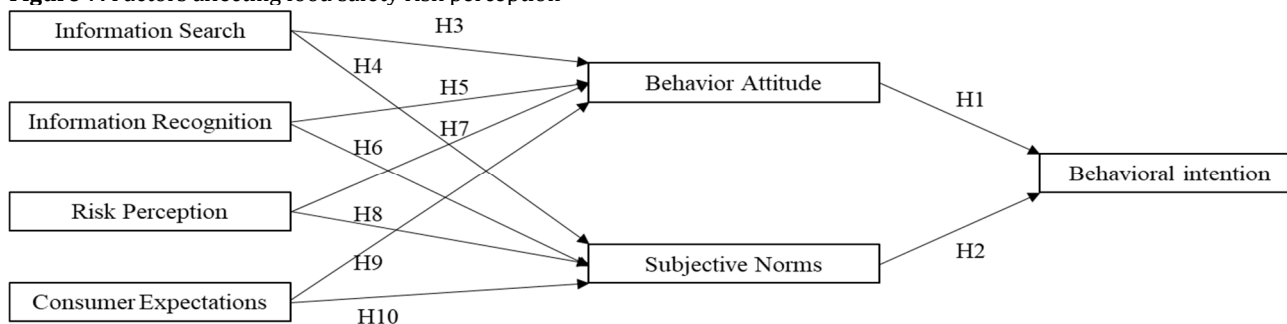 Figure 7. Factors affecting food safety risk perception
Information Search
H3
H4
Behavior Attitude
H5
H1
Information Recognition
H7
H6
Behavioral intention
Risk Perception
H8
Subjective Norms
H2
H9
Consumer Expectations
H10